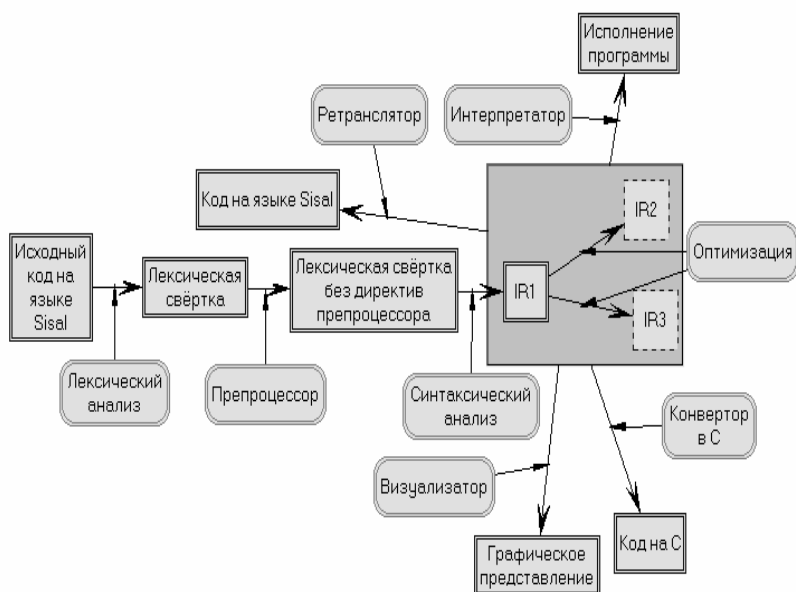 Исполнение
программы
Ретранслятор
Интерпретатор
Код на языке Sisal
IR2
Исходный
код на
языке
Sisal
Лексическая
свёртка
Лексическая свёртка
без директив
препроцессора
IR1
Оптимизация
IR3
Лексический
анализ
Препроцессор
Синтаксический
анализ
Конвертор
в С
Визуализатор
Графическое
представление
Код на С